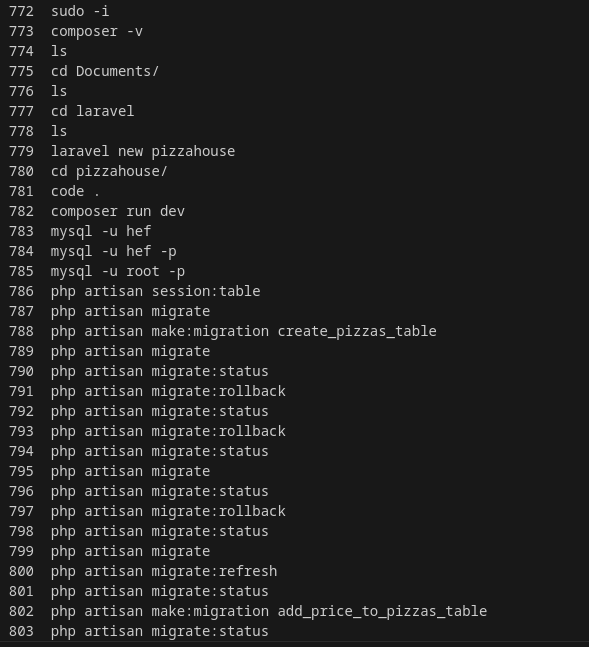 772 sudo -i
773 composer -v
774 ls
775 cd Documents/
776 ls
777 cd laravel
778 ls
779 laravel new pizzahouse
780 cd pizzahouse/
781 code .
782 composer run dev
783 mysql -u hef
784 mysql -u hef -p
785 mysql -u root -p
786 php artisan session:table
787 php artisan migrate
788 php artisan make:migration create_pizzas_table
789 php artisan migrate
790 php artisan migrate:status
791 php artisan migrate:rollback
792 php artisan migrate:status
793 php artisan migrate:rollback
794 php artisan migrate:status
795 php artisan migrate
796 php artisan migrate:status
797 php artisan migrate:rollback
798 php artisan migrate:status
799 php artisan migrate
800 php artisan migrate:refresh
801 php artisan migrate:status
802 php artisan make:migration add_price_to_pizzas_table
803 php artisan migrate:status